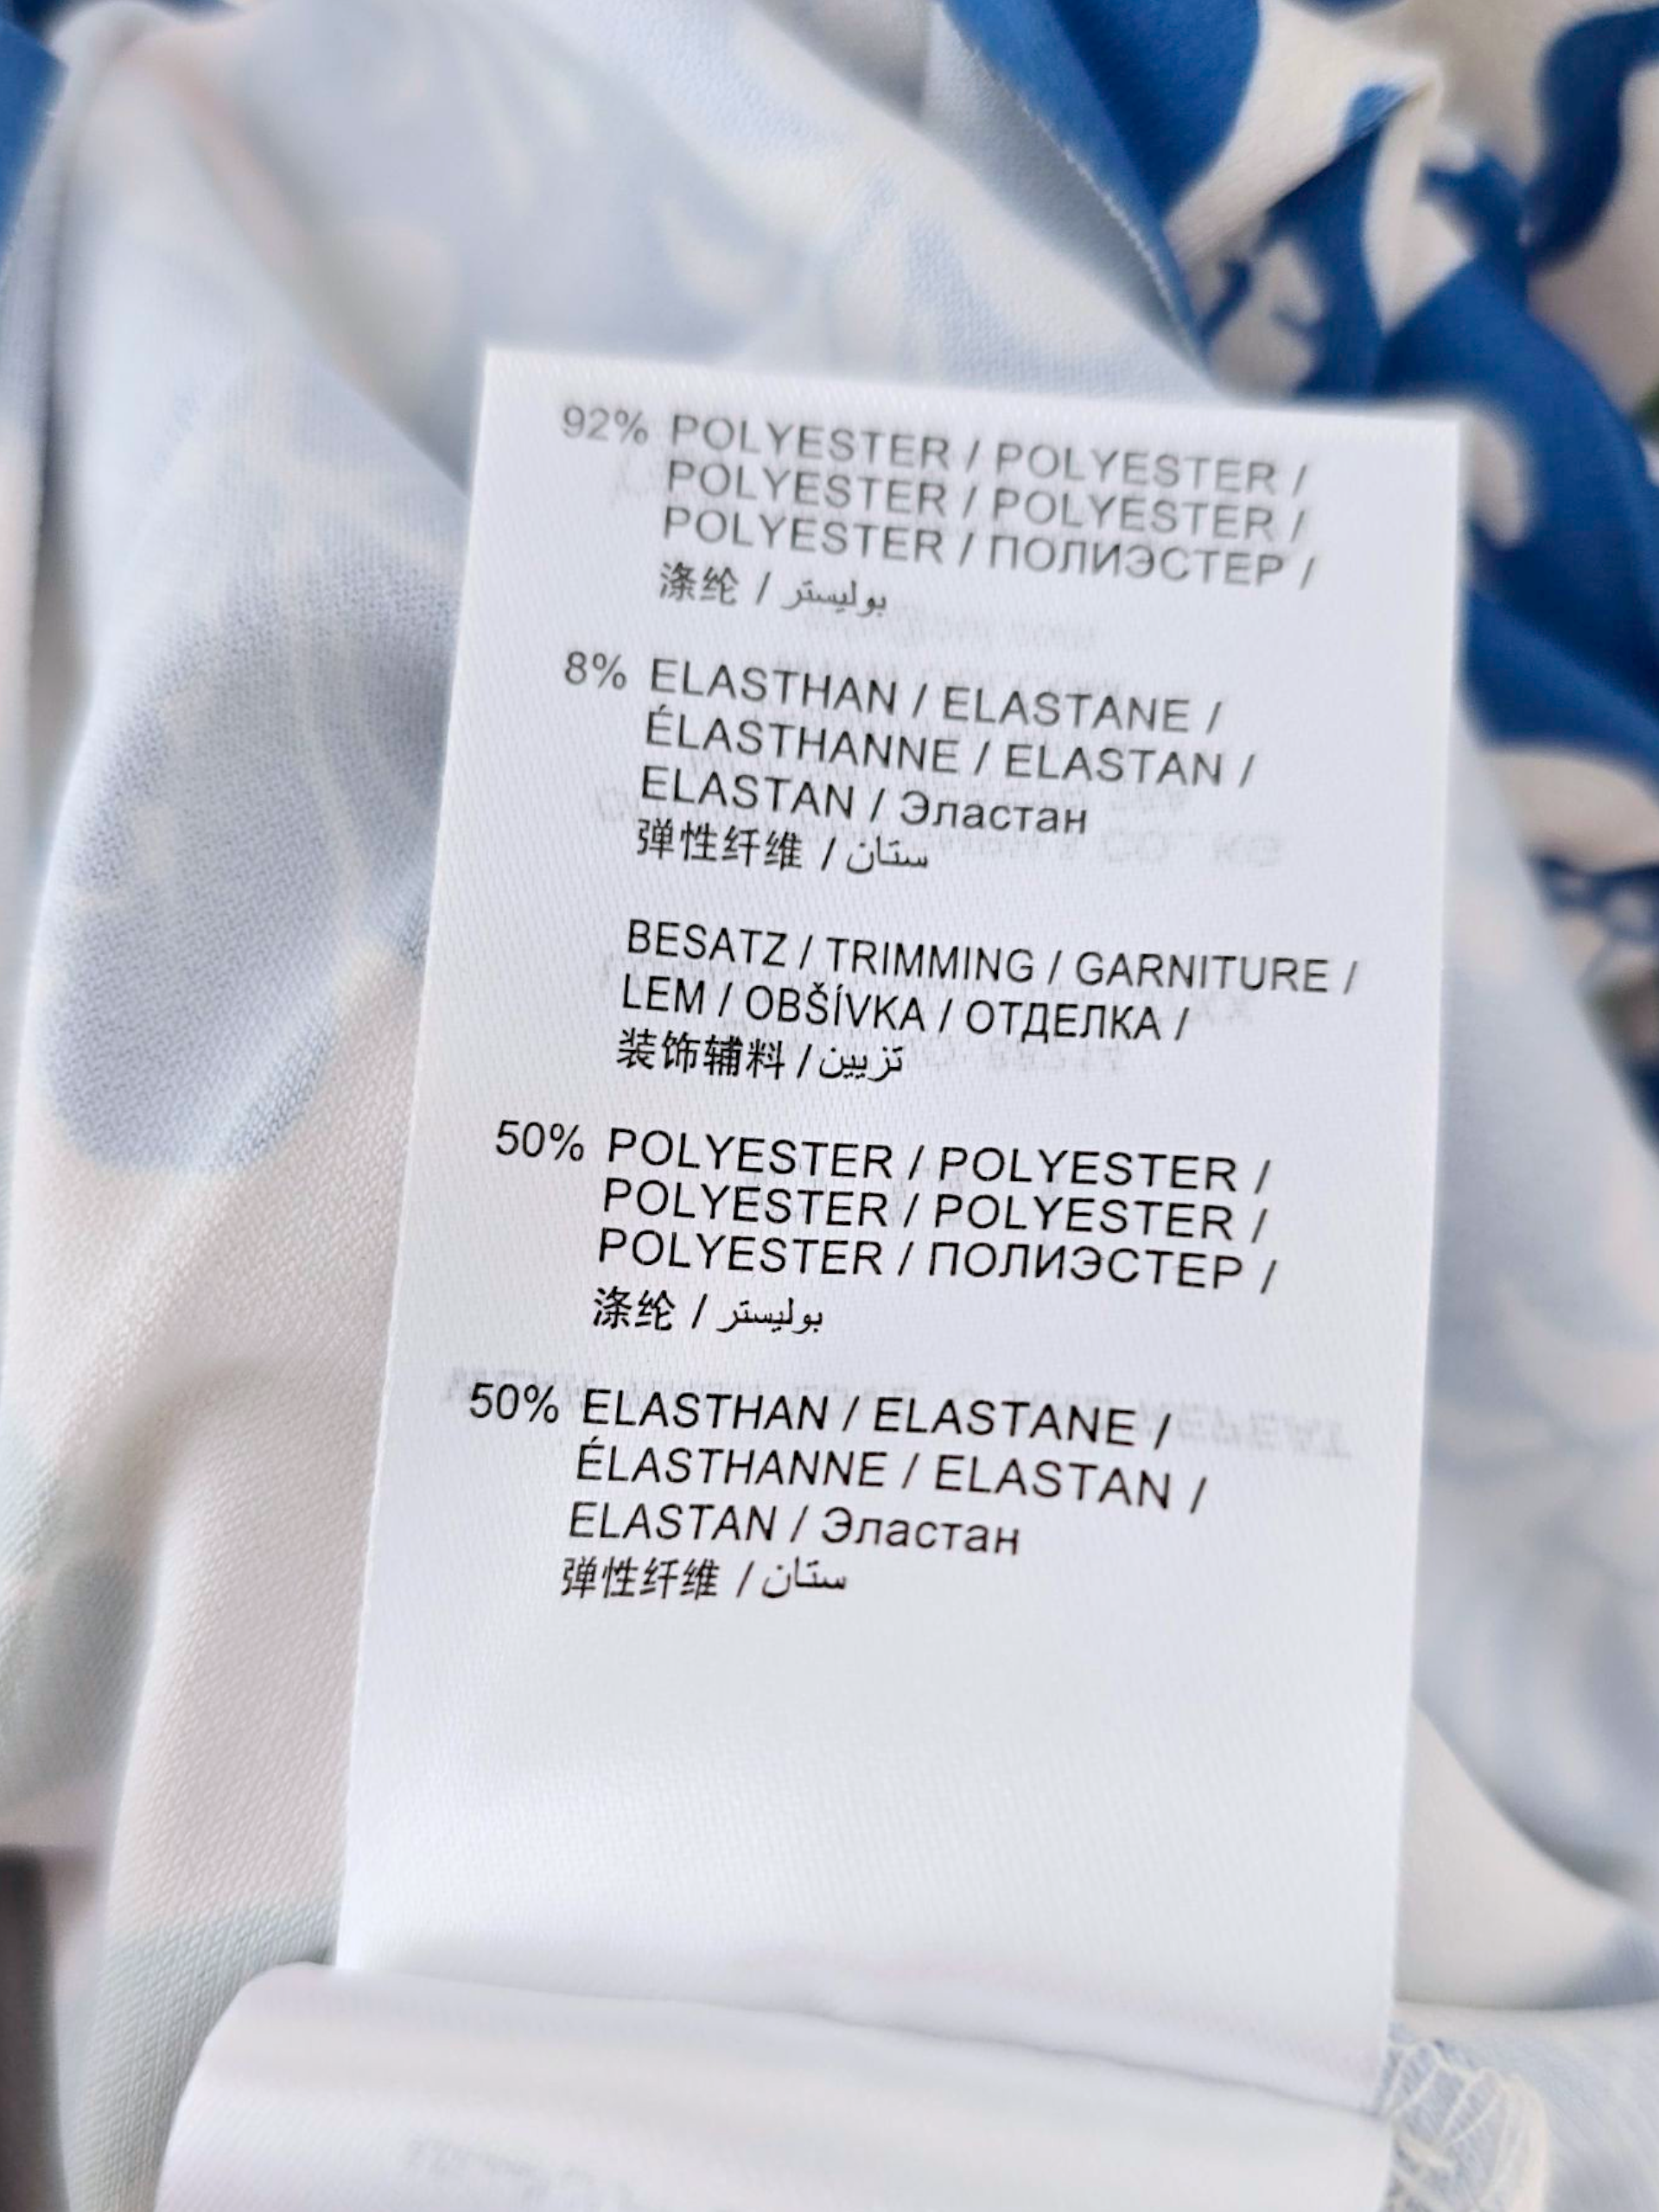 92% POLYESTER / POLYESTER /
POLYESTER / POLYESTER /
POLYESTER / ПОЛИЭСТЕР /
涤纶 / بوليستر
8% ELASTHAN / ELASTANE /
ÉLASTHANNE / ELASTAN /
ELASTAN / Эластан
弹性纤维 / ستان
BESATZ / TRIMMING / GARNITURE /
LEM / OBŠÍVKA / ОТДЕЛКА /
装饰辅料 / تزيين
50% POLYESTER / POLYESTER /
POLYESTER / POLYESTER /
POLYESTER / ПОЛИЭСТЕР /
涤纶 / بوليستر
50% ELASTHAN / ELASTANE /
ÉLASTHANNE / ELASTAN /
ELASTAN / Эластан
弹性纤维 / ستان